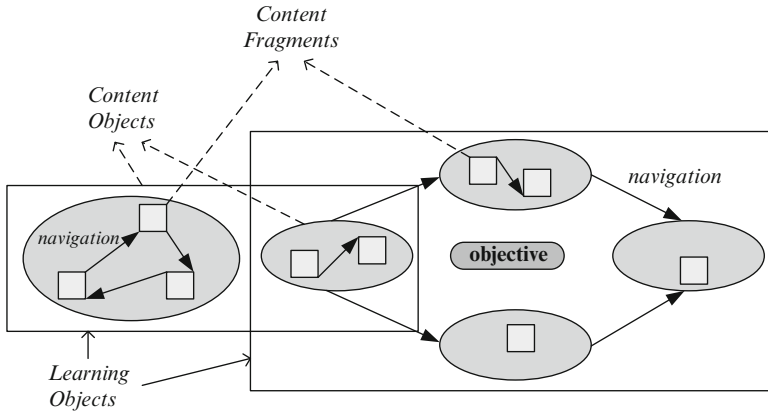 Content
Fragments
Content
Objects
navigation
navigation
objective
Learning
Objects